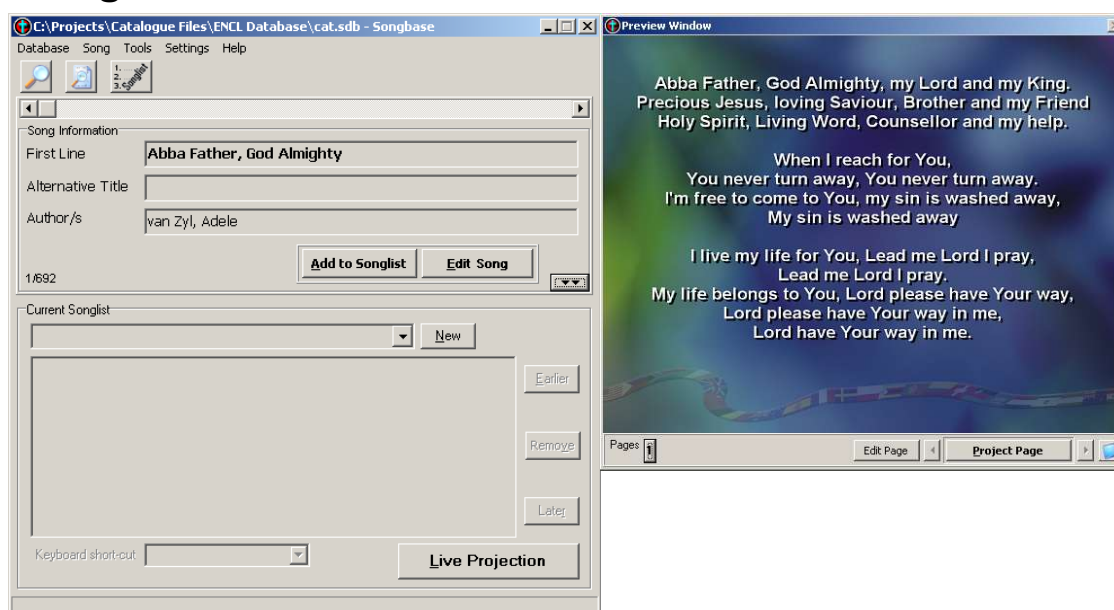 C:\Projects\Catalogue Files\ENCL Database\cat.sdb - Songbase
Database Song Tools Settings Help
1.
2.
3. Songlist
Song Information
First Line Abba Father, God Almighty
Alternative Title
Author/s van Zyl, Adele
Add to Songlist Edit Song
1/692
Current Songlist
New
Earlier
Remove
Later
Keyboard short-cut
Live Projection
Preview Window
Abba Father, God Almighty, my Lord and my King.
Precious Jesus, loving Saviour, Brother and my Friend
Holy Spirit, Living Word, Counsellor and my help.
When I reach for You,
You never turn away, You never turn away.
I'm free to come to You, my sin is washed away,
My sin is washed away
I live my life for You, Lead me Lord I pray,
Lead me Lord I pray.
My life belongs to You, Lord please have Your way,
Lord please have Your way in me,
Lord have Your way in me.
Pages 1 Edit Page Project Page